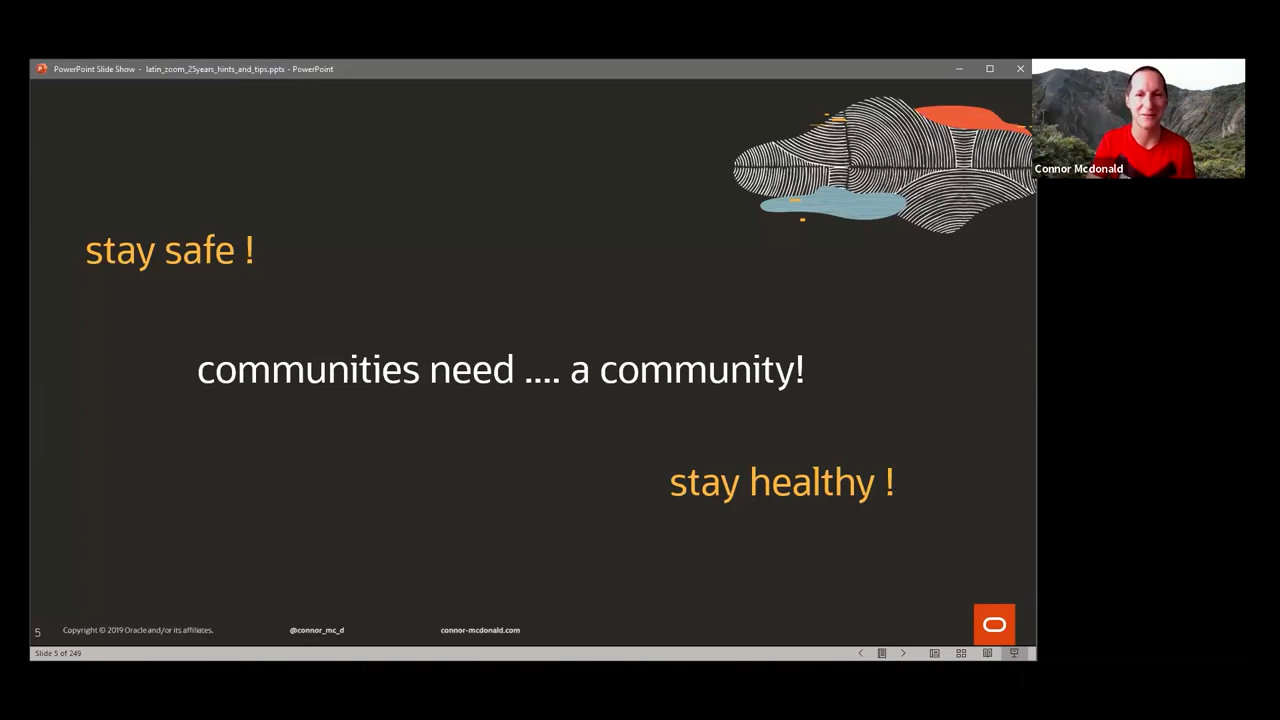 PowerPoint Slide Show - latin_zoom_25years_hints_and_tips.pptx - PowerPoint
Connor Mcdonald
stay safe !
communities need .... a community!
stay healthy !
5
Copyright © 2019 Oracle and/or its affiliates.
@connor_mc_d
connor-mcdonald.com
Slide 5 of 249